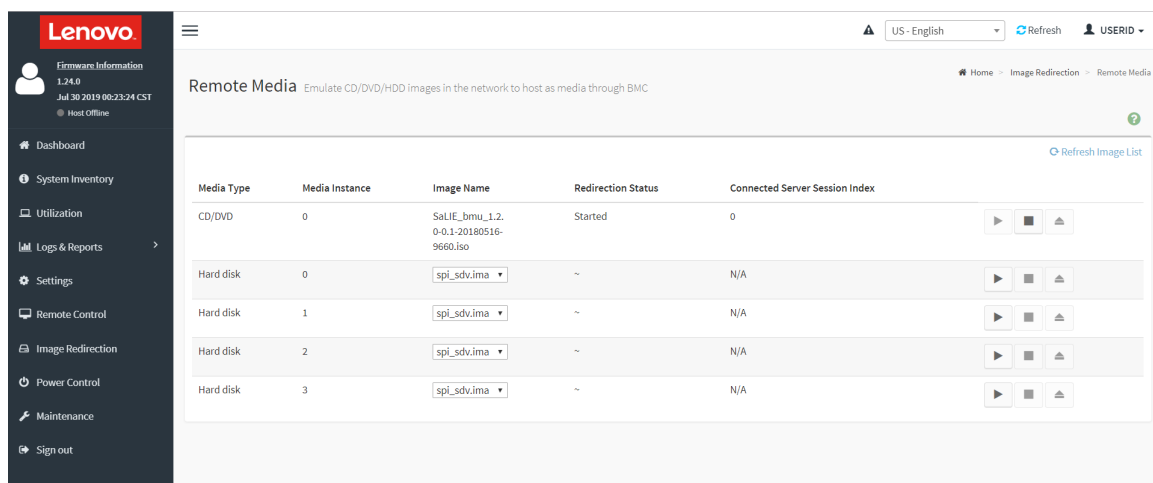 Lenovo
US - English
Refresh
USERID
Firmware Information
1.24.0
Jul 30 2019 00:23:24 CST
Host Offline
Remote Media Emulate CD/DVD/HDD images in the network to host as media through BMC
Home > Image Redirection > Remote Media
Dashboard
System Inventory
Utilization
Logs & Reports
Settings
Remote Control
Image Redirection
Power Control
Maintenance
Sign out
Refresh Image List
Media Type Media Instance Image Name Redirection Status Connected Server Session Index
CD/DVD 0 SaLIE_bmu_1.2. Started 0
0-0.1-20180516-
9660.iso
Hard disk 0 spi_sdv.ima ~ N/A
Hard disk 1 spi_sdv.ima ~ N/A
Hard disk 2 spi_sdv.ima ~ N/A
Hard disk 3 spi_sdv.ima ~ N/A